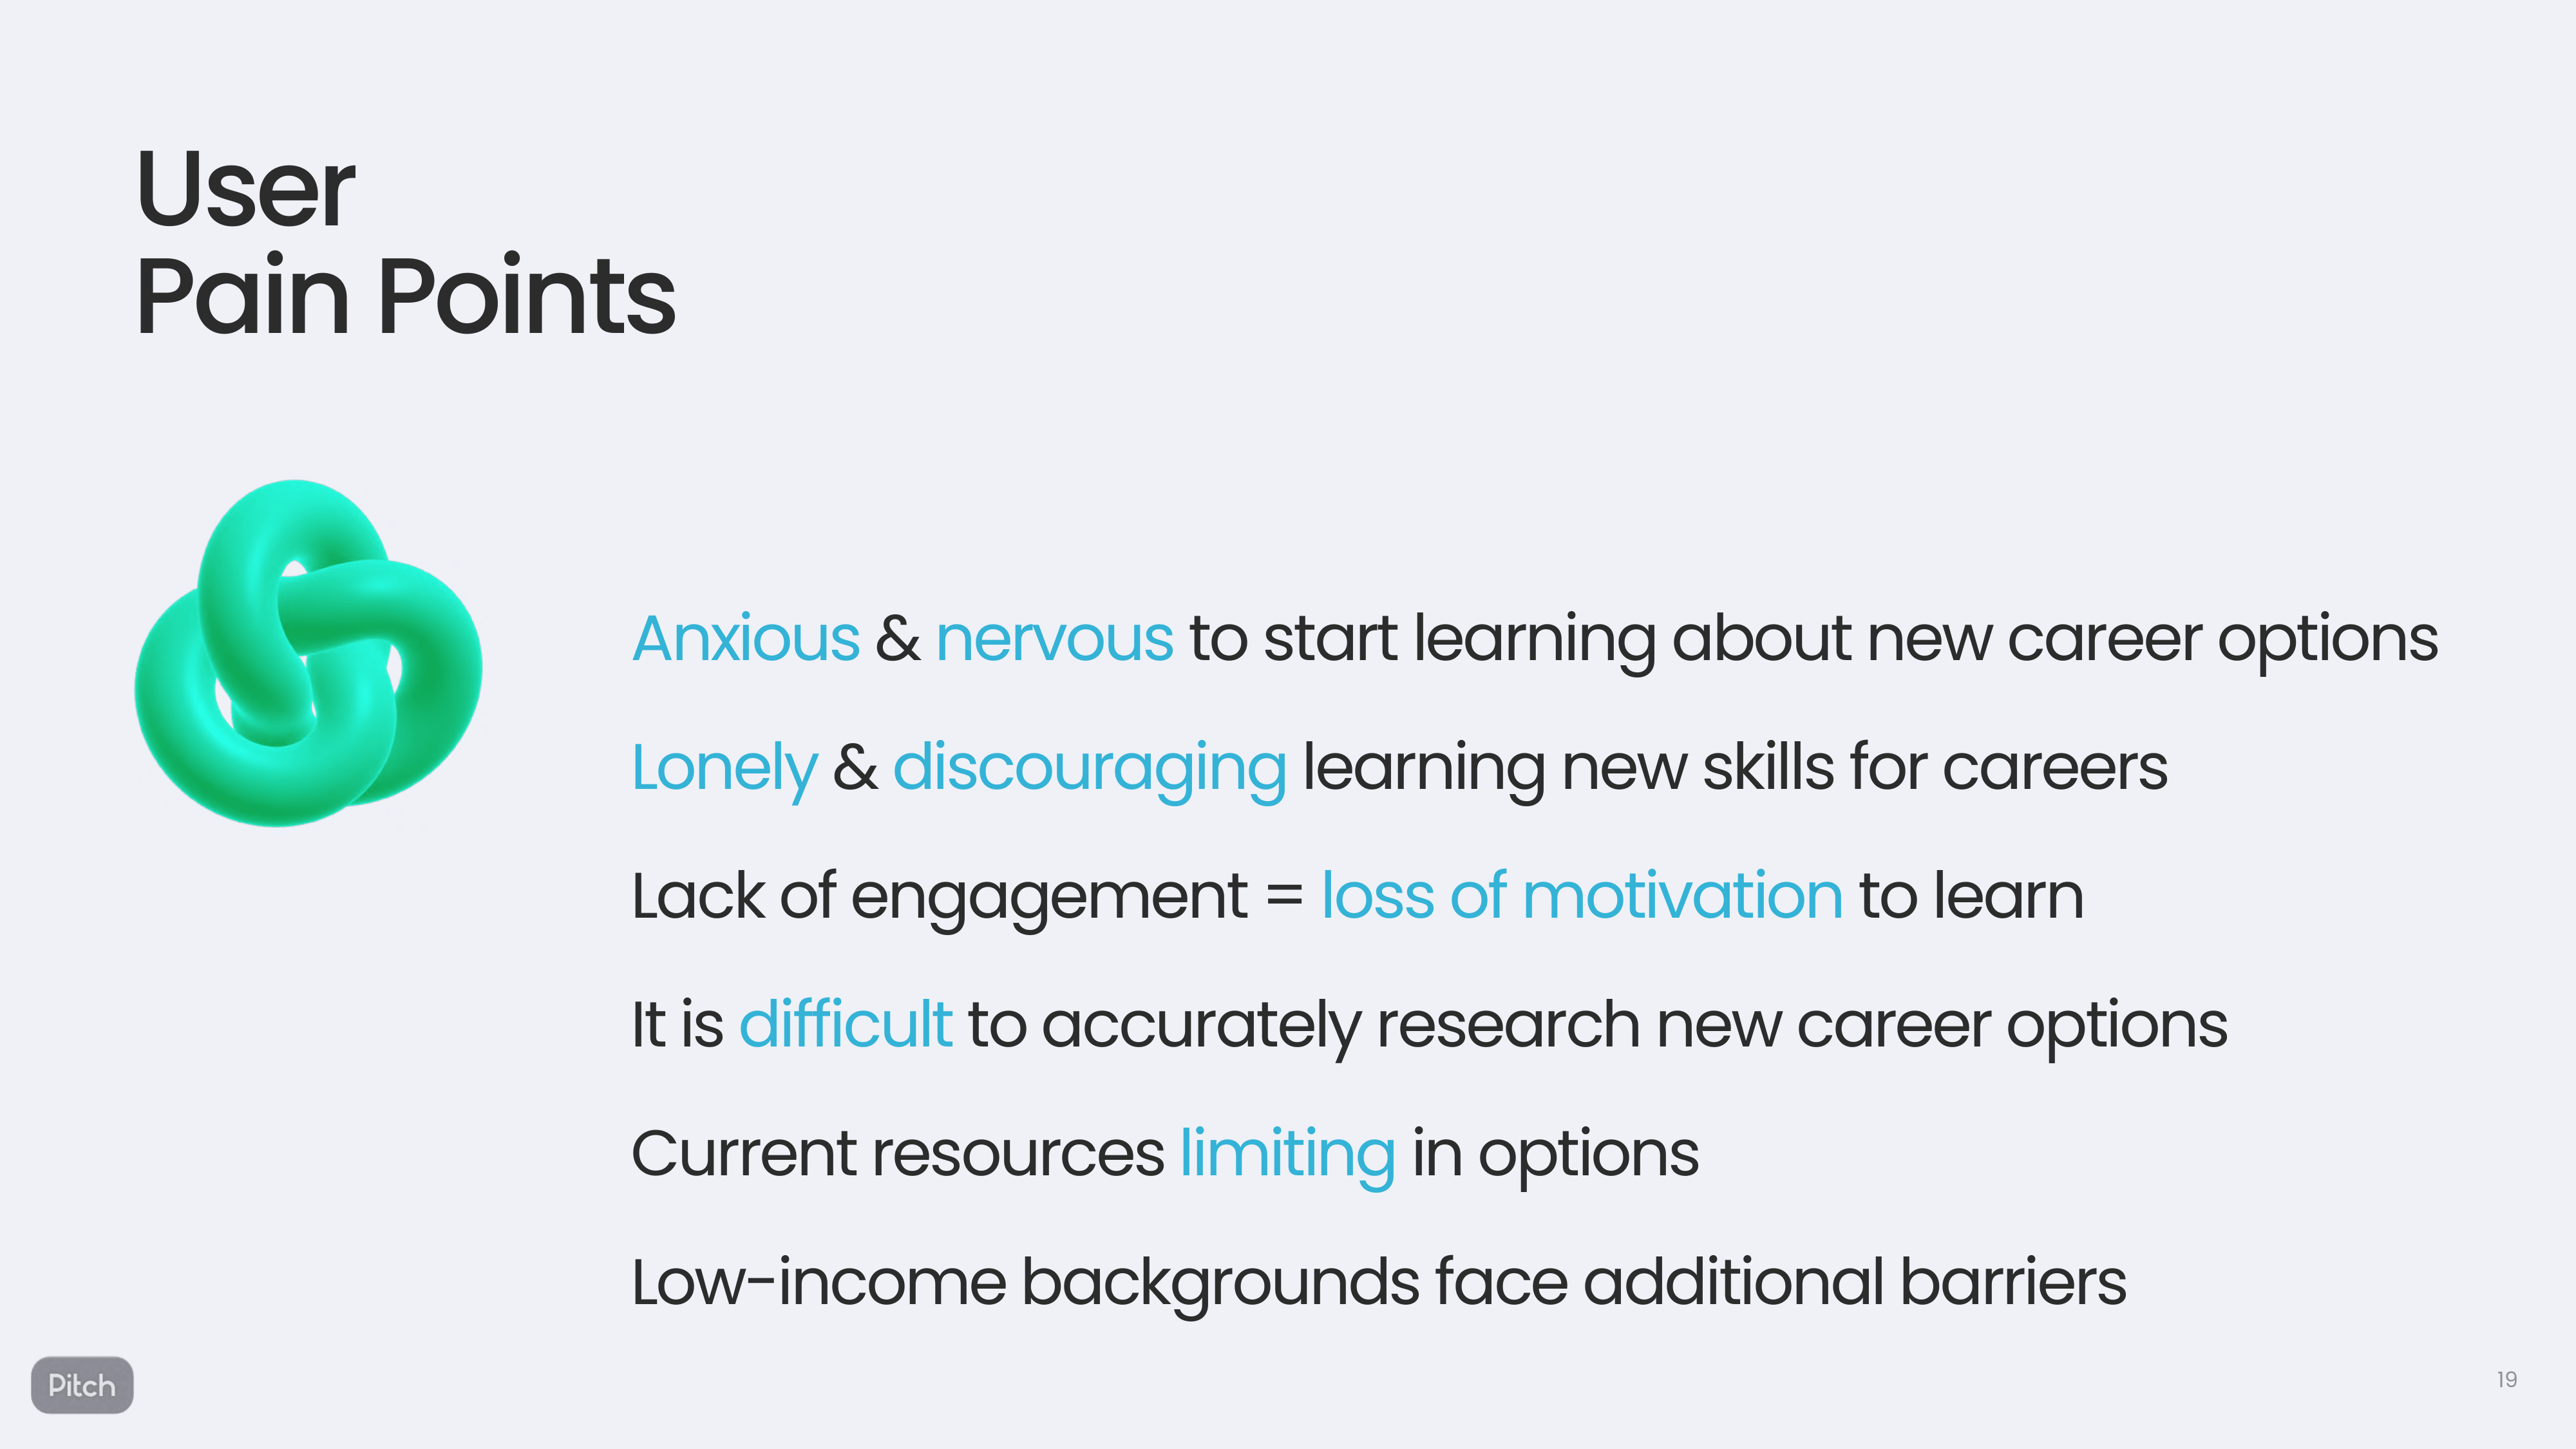 User
Pain Points
Anxious & nervous to start learning about new career options
Lonely & discouraging learning new skills for careers
Lack of engagement = loss of motivation to learn
It is difficult to accurately research new career options
Current resources limiting in options
Low-income backgrounds face additional barriers
Pitch
19